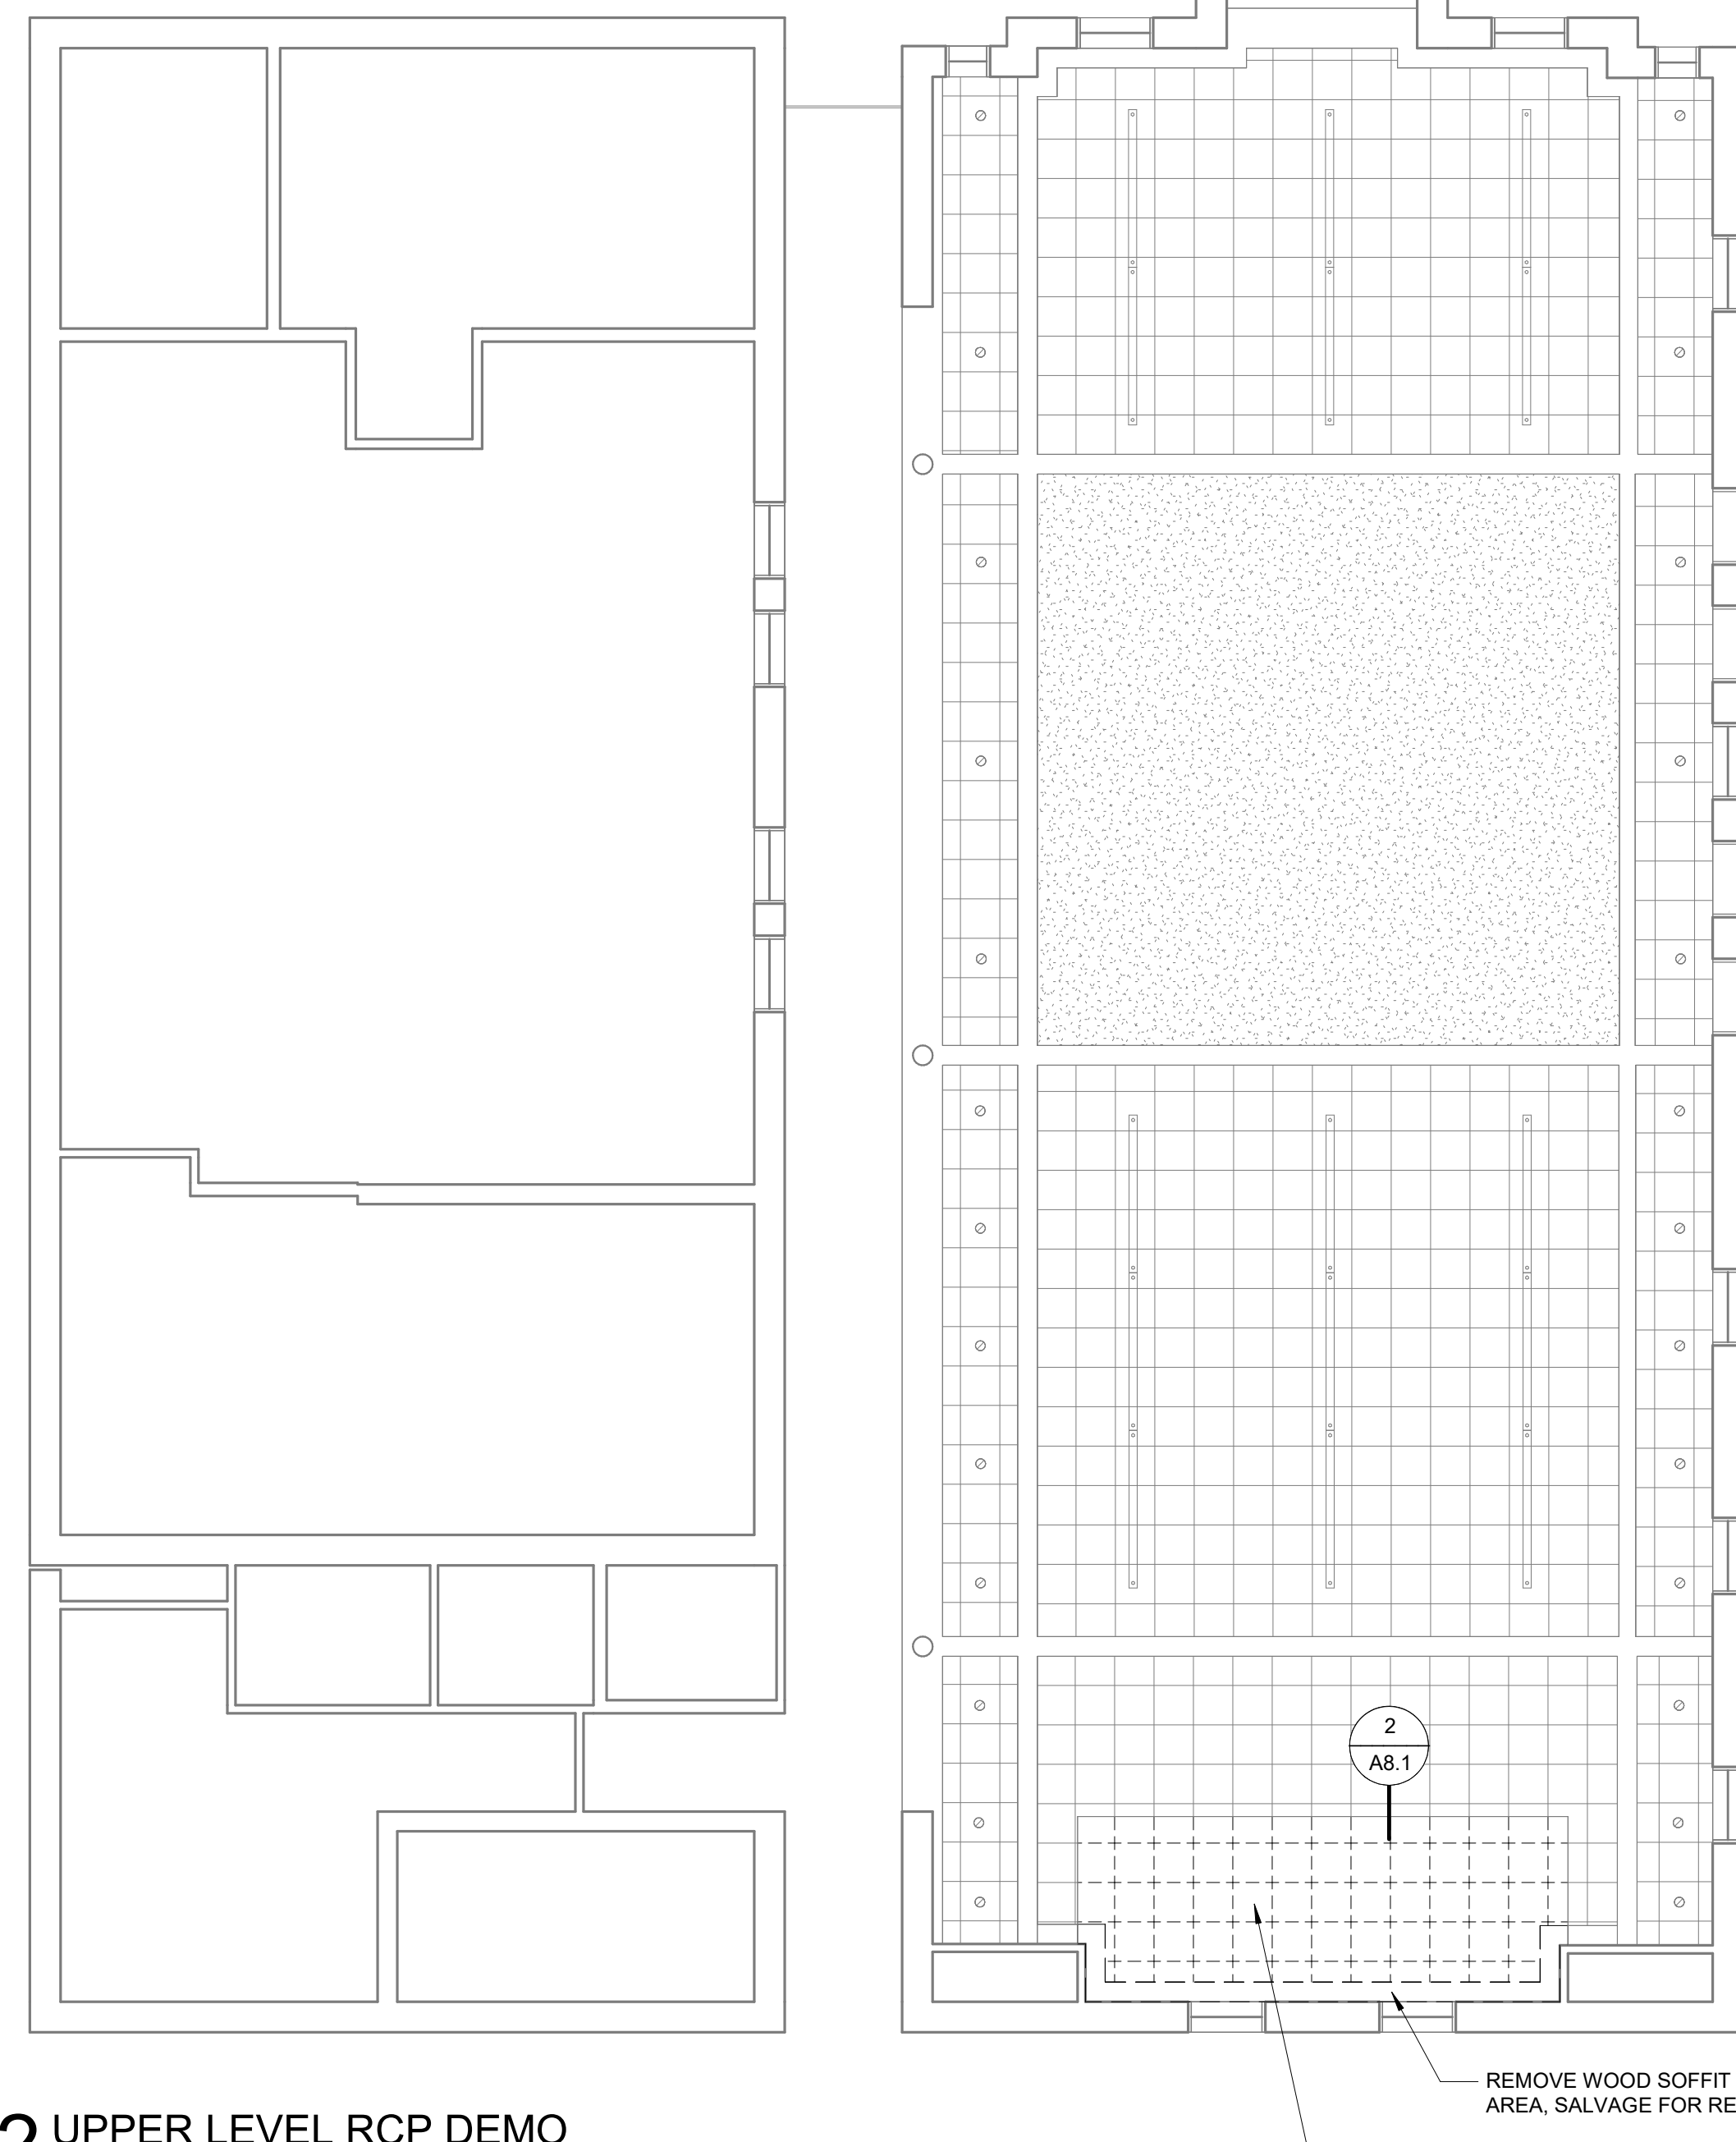 2
A8.1
REMOVE WOOD SOFFIT
AREA, SALVAGE FOR RE
2 UPPER LEVEL RCP DEMO